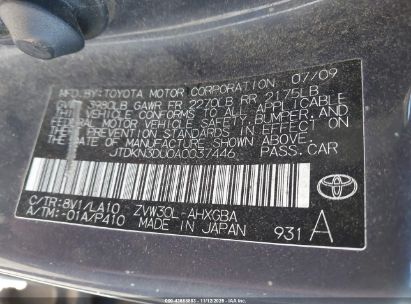 MFD.BY:TOYOTA MOTOR CORPORATION 07/09
GVWR 3980LB GAWR FR 2270LB RR 2175LB
THIS VEHICLE CONFORMS TO ALL APPLICABLE
FEDERAL MOTOR VEHICLE SAFETY, BUMPER, AND
THEFT PREVENTION STANDARDS IN EFFECT ON
THE DATE OF MANUFACTURE SHOWN ABOVE.
JTDKN3DU0A0037446 PASS.CAR
C/TR:8V1/LA10 ZVW30L-AHXGBA
A/TM:-01A/P410 MADE IN JAPAN 931 A
TOYOTA